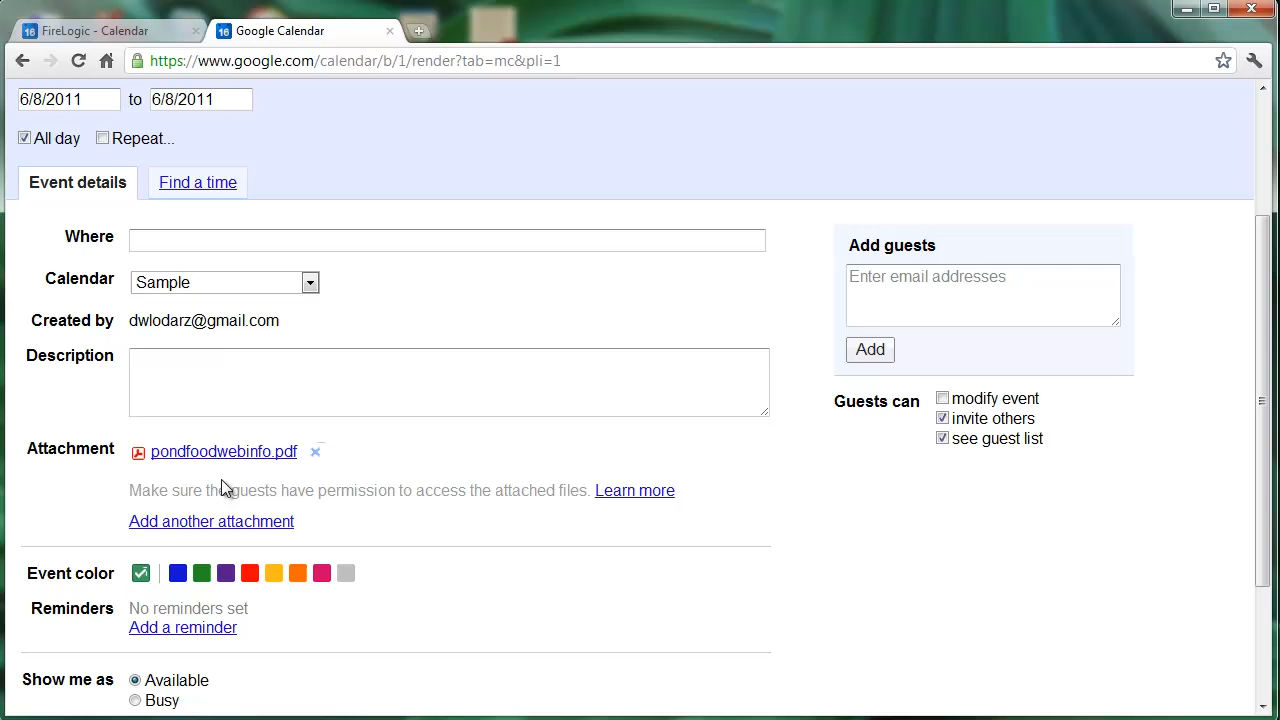 FireLogic - Calendar
Google Calendar
https://www.google.com/calendar/b/1/render?tab=mc&pli=1
6/8/2011 to 6/8/2011
All day Repeat...
Event details Find a time
Where
Calendar Sample
Created by dwlodarz@gmail.com
Description
Attachment pondfoodwebinfo.pdf
Make sure the guests have permission to access the attached files. Learn more
Add another attachment
Event color
Reminders No reminders set
Add a reminder
Show me as Available
Busy
Add guests
Enter email addresses
Add
Guests can modify event
invite others
see guest list